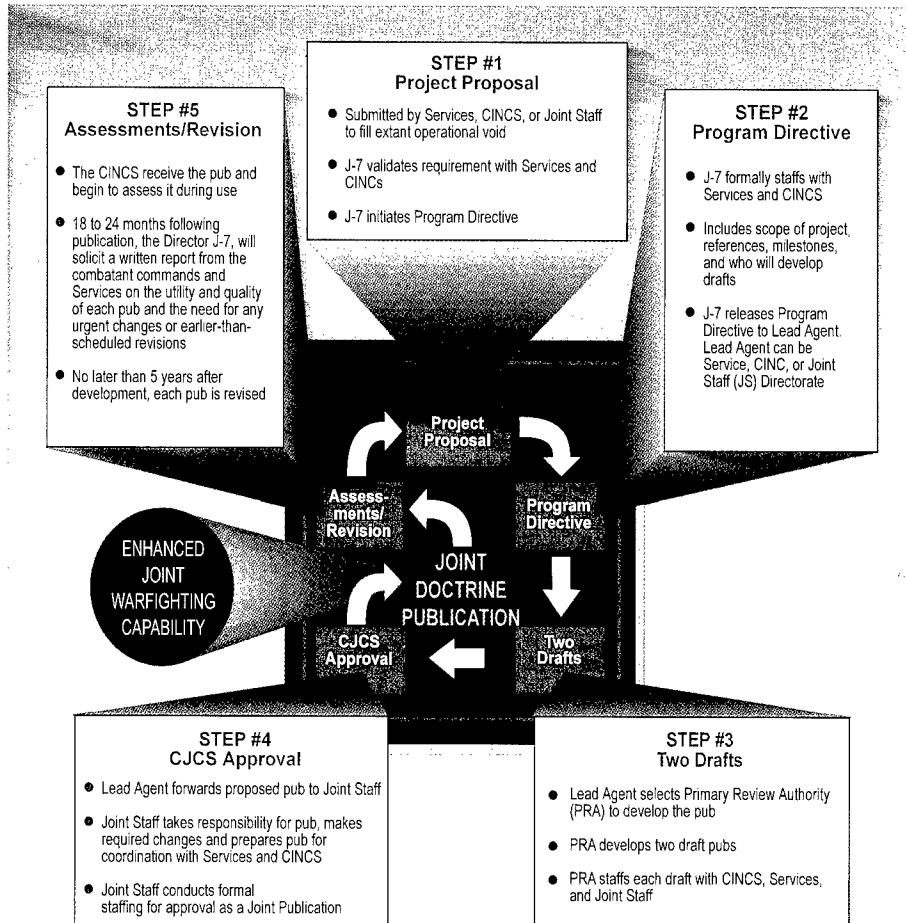 STEP #1
Project Proposal
● Submitted by Services, CINCS, or Joint Staff
to fill extant operational void
● J-7 validates requirement with Services and
CINCs
● J-7 initiates Program Directive
STEP #2
Program Directive
● J-7 formally staffs with
Services and CINCS
● Includes scope of project,
references, milestones,
and who will develop
drafts
● J-7 releases Program
Directive to Lead Agent.
Lead Agent can be
Service, CINC, or Joint
Staff (JS) Directorate
STEP #3
Two Drafts
● Lead Agent selects Primary Review Authority
(PRA) to develop the pub
● PRA develops two draft pubs
● PRA staffs each draft with CINCS, Services,
and Joint Staff
STEP #4
CJCS Approval
● Lead Agent forwards proposed pub to Joint Staff
● Joint Staff takes responsibility for pub, makes
required changes and prepares pub for
coordination with Services and CINCS
● Joint Staff conducts formal
staffing for approval as a Joint Publication
STEP #5
Assessments/Revision
● The CINCS receive the pub and
begin to assess it during use
● 18 to 24 months following
publication, the Director J-7, will
solicit a written report from the
combatant commands and
Services on the utility and quality
of each pub and the need for any
urgent changes or earlier-than-
scheduled revisions
● No later than 5 years after
development, each pub is revised
Project
Proposal
Program
Directive
Two
Drafts
CJCS
Approval
Assess-
ments/
Revision
JOINT
DOCTRINE
PUBLICATION
ENHANCED
JOINT
WARFIGHTING
CAPABILITY